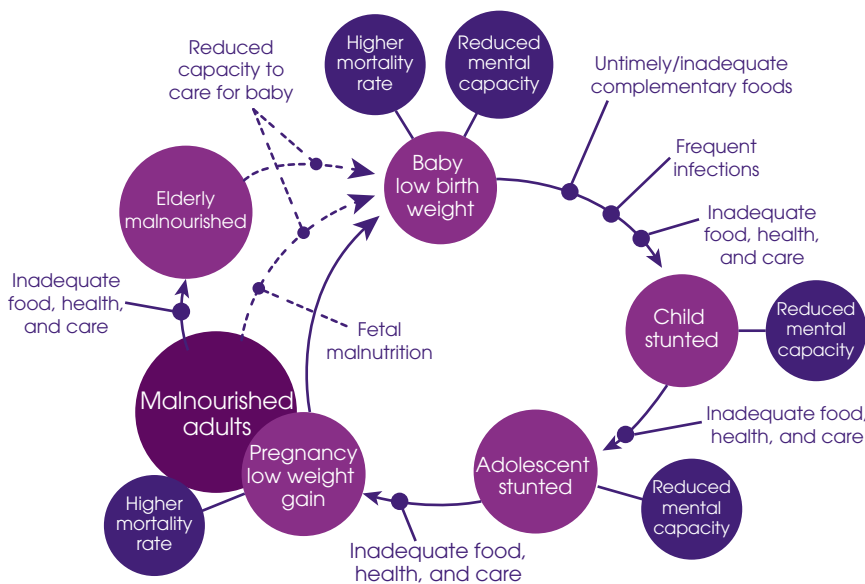 Reduced
capacity to
care for baby
Higher
mortality
rate
Reduced
mental
capacity
Untimely/inadequate
complementary foods
Frequent
infections
Inadequate
food, health,
and care
Baby
low birth
weight
Elderly
malnourished
Inadequate
food, health,
and care
Fetal
malnutrition
Child
stunted
Reduced
mental
capacity
Malnourished
adults
Inadequate food,
health, and care
Pregnancy
low weight
gain
Adolescent
stunted
Higher
mortality
rate
Reduced
mental
capacity
Inadequate food,
health, and care